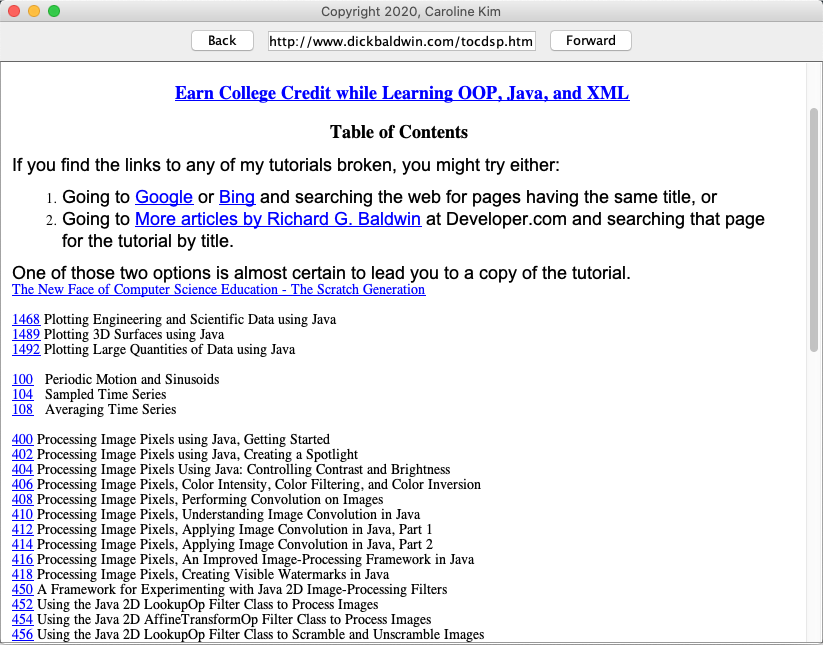 Copyright 2020, Caroline Kim
Back http://www.dickbaldwin.com/tocdsp.htm Forward
Earn College Credit while Learning OOP, Java, and XML
Table of Contents
If you find the links to any of my tutorials broken, you might try either:
1. Going to Google or Bing and searching the web for pages having the same title, or
2. Going to More articles by Richard G. Baldwin at Developer.com and searching that page
for the tutorial by title.
One of those two options is almost certain to lead you to a copy of the tutorial.
The New Face of Computer Science Education - The Scratch Generation
1468 Plotting Engineering and Scientific Data using Java
1489 Plotting 3D Surfaces using Java
1492 Plotting Large Quantities of Data using Java
100 Periodic Motion and Sinusoids
104 Sampled Time Series
108 Averaging Time Series
400 Processing Image Pixels using Java, Getting Started
402 Processing Image Pixels using Java, Creating a Spotlight
404 Processing Image Pixels Using Java: Controlling Contrast and Brightness
406 Processing Image Pixels, Color Intensity, Color Filtering, and Color Inversion
408 Processing Image Pixels, Performing Convolution on Images
410 Processing Image Pixels, Understanding Image Convolution in Java
412 Processing Image Pixels, Applying Image Convolution in Java, Part 1
414 Processing Image Pixels, Applying Image Convolution in Java, Part 2
416 Processing Image Pixels, An Improved Image-Processing Framework in Java
418 Processing Image Pixels, Creating Visible Watermarks in Java
450 A Framework for Experimenting with Java 2D Image-Processing Filters
452 Using the Java 2D LookupOp Filter Class to Process Images
454 Using the Java 2D AffineTransformOp Filter Class to Process Images
456 Using the Java 2D LookupOp Filter Class to Scramble and Unscramble Images